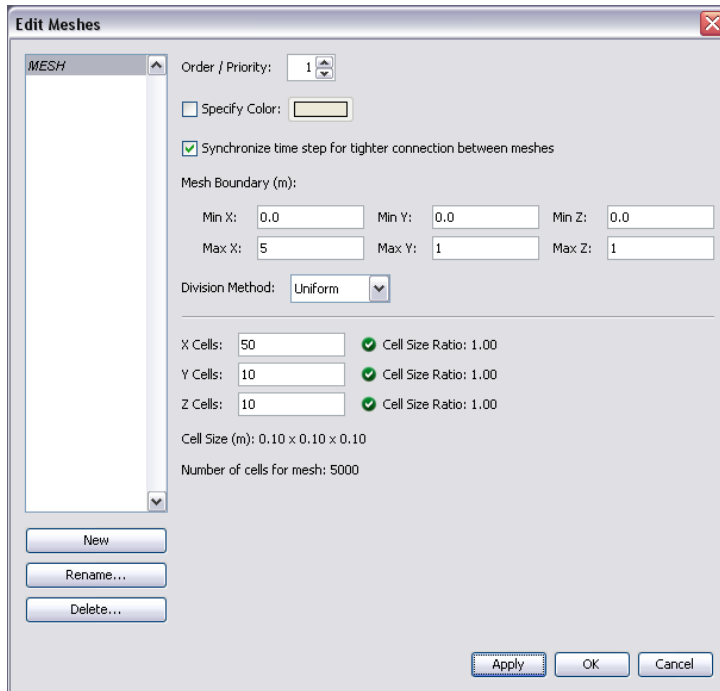 Edit Meshes
MESH
Order / Priority: 1
Specify Color:
Synchronize time step for tighter connection between meshes
Mesh Boundary (m):
Min X: 0.0 Min Y: 0.0 Min Z: 0.0
Max X: 5 Max Y: 1 Max Z: 1
Division Method: Uniform
X Cells: 50 Cell Size Ratio: 1.00
Y Cells: 10 Cell Size Ratio: 1.00
Z Cells: 10 Cell Size Ratio: 1.00
Cell Size (m): 0.10 x 0.10 x 0.10
Number of cells for mesh: 5000
New
Rename...
Delete...
Apply OK Cancel